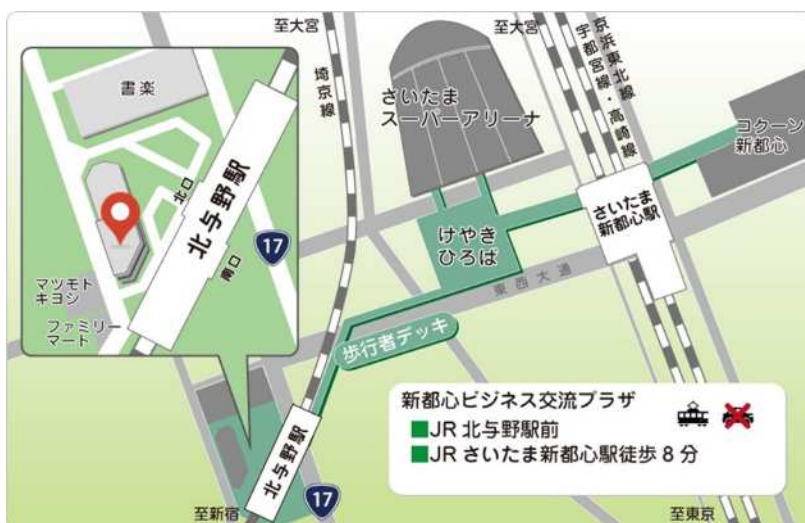 至大宮
至大宮
京浜東北線
宇都宮線・高崎線
埼京線
書楽
さいたま
スーパーアリーナ
コクーン
新都心
北口
北与野駅
南口
17
さいたま
新都心駅
けやき
ひろば
東西大通
マツモト
キヨシ
ファミリー
マート
歩行者デッキ
新都心ビジネス交流プラザ
■JR 北与野駅前
■JR さいたま新都心駅徒歩 8 分
北与野駅
17
至新宿
至東京